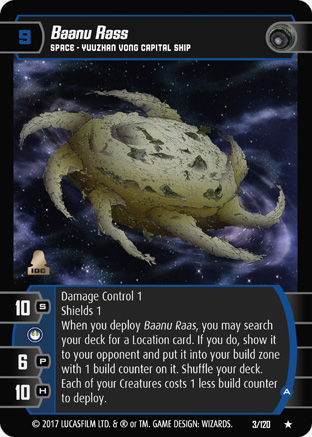 9
Baanu Rass
SPACE - YUUZHAN VONG CAPITAL SHIP
IDC
10 S
6 P
10 H
Damage Control 1
Shields 1
When you deploy Baanu Raas, you may search
your deck for a Location card. If you do, show it
to your opponent and put it into your build zone
with 1 build counter on it. Shuffle your deck.
Each of your Creatures costs 1 less build counter
to deploy.
A
© 2017 LUCASFILM LTD. & ® OR TM. GAME DESIGN: WIZARDS. 3/120 ★